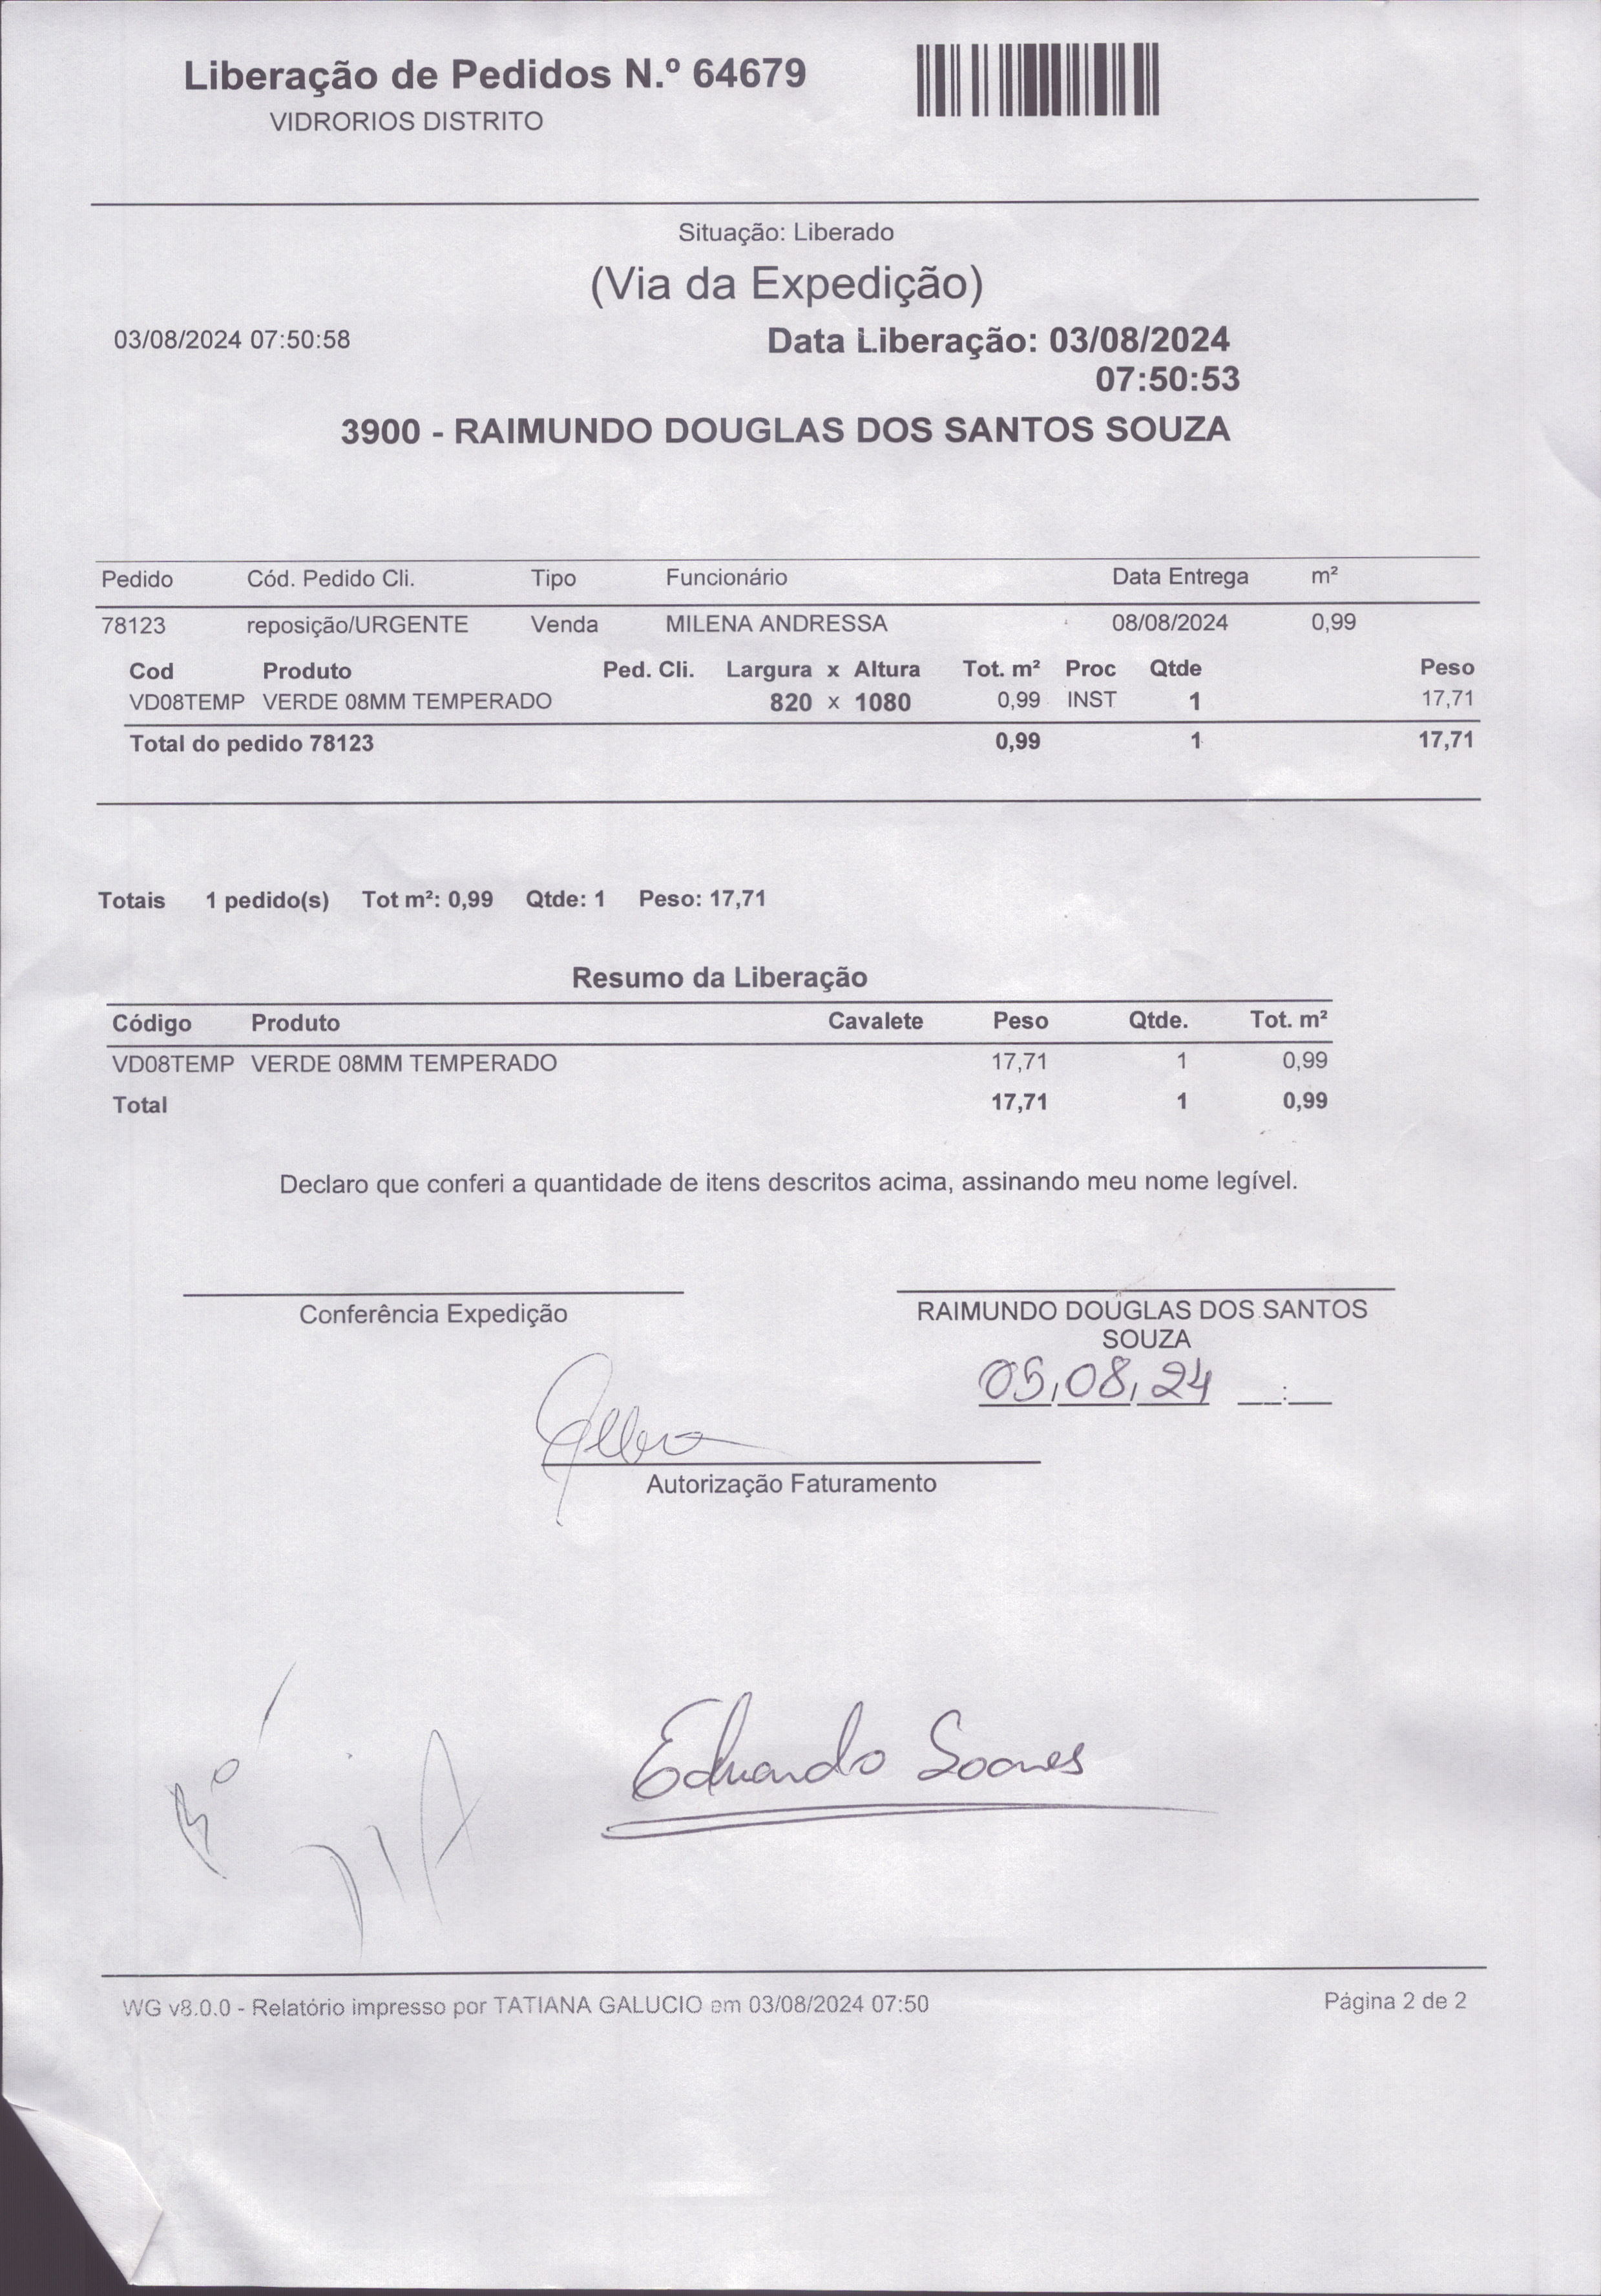 Liberação de Pedidos N.º 64679
VIDRORIOS DISTRITO
Situação: Liberado
(Via da Expedição)
03/08/2024 07:50:58 Data Liberação: 03/08/2024
07:50:53
3900 - RAIMUNDO DOUGLAS DOS SANTOS SOUZA
Pedido Cód. Pedido Cli. Tipo Funcionário Data Entrega m²
78123 reposição/URGENTE Venda MILENA ANDRESSA 08/08/2024 0,99
Cod Produto Ped. Cli. Largura x Altura Tot. m² Proc Qtde Peso
VD08TEMP VERDE 08MM TEMPERADO 820 x 1080 0,99 INST 1 17,71
Total do pedido 78123 0,99 1 17,71
Totais 1 pedido(s) Tot m²: 0,99 Qtde: 1 Peso: 17,71
Resumo da Liberação
Código Produto Cavalete Peso Qtde. Tot. m²
VD08TEMP VERDE 08MM TEMPERADO 17,71 1 0,99
Total 17,71 1 0,99
Declaro que conferi a quantidade de itens descritos acima, assinando meu nome legível.
Conferência Expedição
RAIMUNDO DOUGLAS DOS SANTOS
SOUZA
05,08,24 __:__
Autorização Faturamento
Eduardo Soares
WG v8.0.0 - Relatório impresso por TATIANA GALUCIO em 03/08/2024 07:50 Página 2 de 2